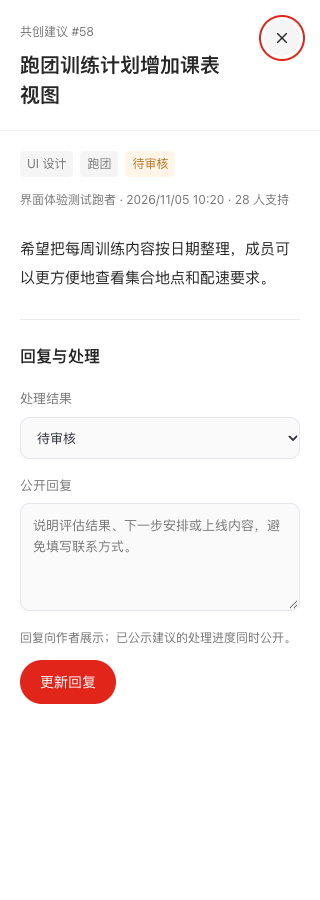 共创建议 #58
跑团训练计划增加课表
视图
UI 设计 跑团 待审核
界面体验测试跑者 · 2026/11/05 10:20 · 28 人支持
希望把每周训练内容按日期整理，成员可
以更方便地查看集合地点和配速要求。
回复与处理
处理结果
待审核
公开回复
说明评估结果、下一步安排或上线内容，避
免填写联系方式。
回复向作者展示；已公示建议的处理进度同时公开。
更新回复